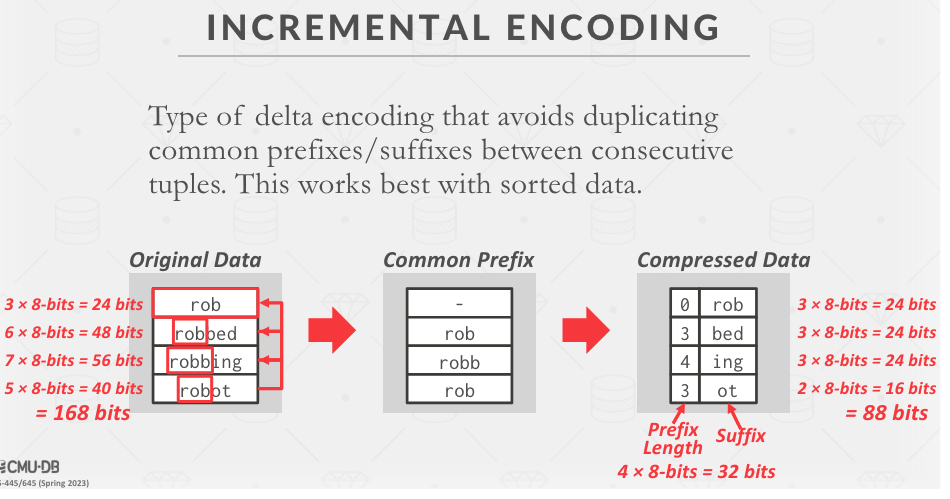 INCREMENTAL ENCODING
Type of delta encoding that avoids duplicating
common prefixes/suffixes between consecutive
tuples. This works best with sorted data.
Original Data
3 × 8-bits = 24 bits
rob
6 × 8-bits = 48 bits
robbed
7 × 8-bits = 56 bits
robbing
5 × 8-bits = 40 bits
robot
= 168 bits
Common Prefix
-
rob
robb
rob
Compressed Data
0 rob
3 × 8-bits = 24 bits
3 bed
3 × 8-bits = 24 bits
4 ing
3 × 8-bits = 24 bits
3 ot
2 × 8-bits = 16 bits
= 88 bits
Prefix
Length
Suffix
4 × 8-bits = 32 bits
CMU·DB
5-445/645 (Spring 2023)